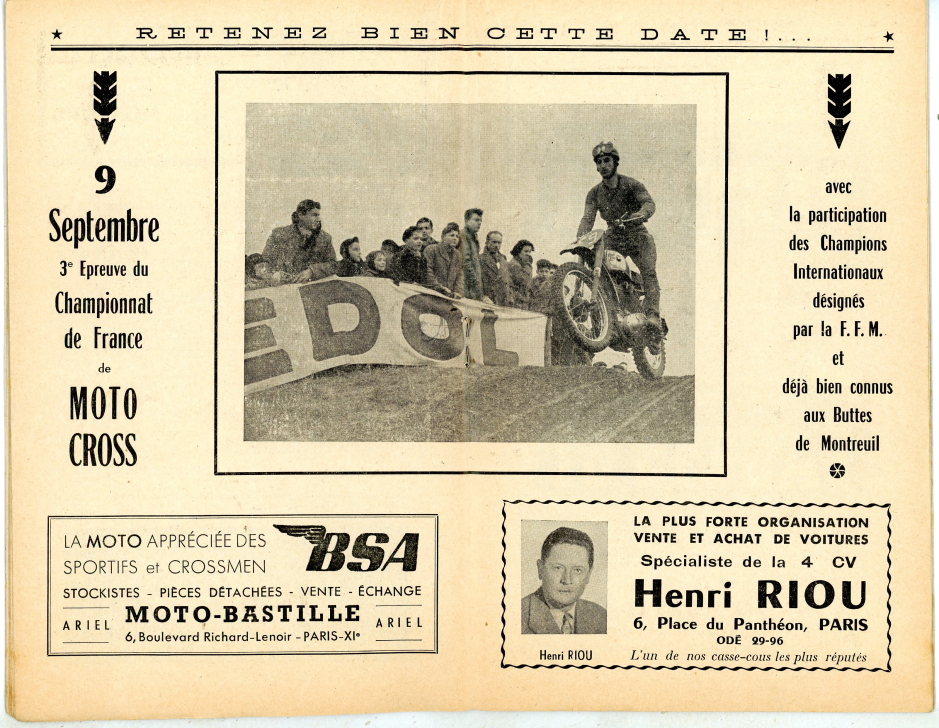 ★ RETENEZ BIEN CETTE DATE !... ★
9
Septembre
3e Epreuve du
Championnat
de France
de
MOTO
CROSS
EDOL
avec
la participation
des Champions
Internationaux
désignés
par la F. F. M.
et
déjà bien connus
aux Buttes
de Montreuil
LA MOTO APPRÉCIÉE DES
SPORTIFS et CROSSMEN
BSA
STOCKISTES - PIÈCES DÉTACHÉES - VENTE - ÉCHANGE
ARIEL MOTO-BASTILLE ARIEL
6, Boulevard Richard-Lenoir - PARIS-XIe
LA PLUS FORTE ORGANISATION
VENTE ET ACHAT DE VOITURES
Spécialiste de la 4 CV
Henri RIOU
6, Place du Panthéon, PARIS
ODÉ 29-96
L'un de nos casse-cous les plus réputés
Henri RIOU